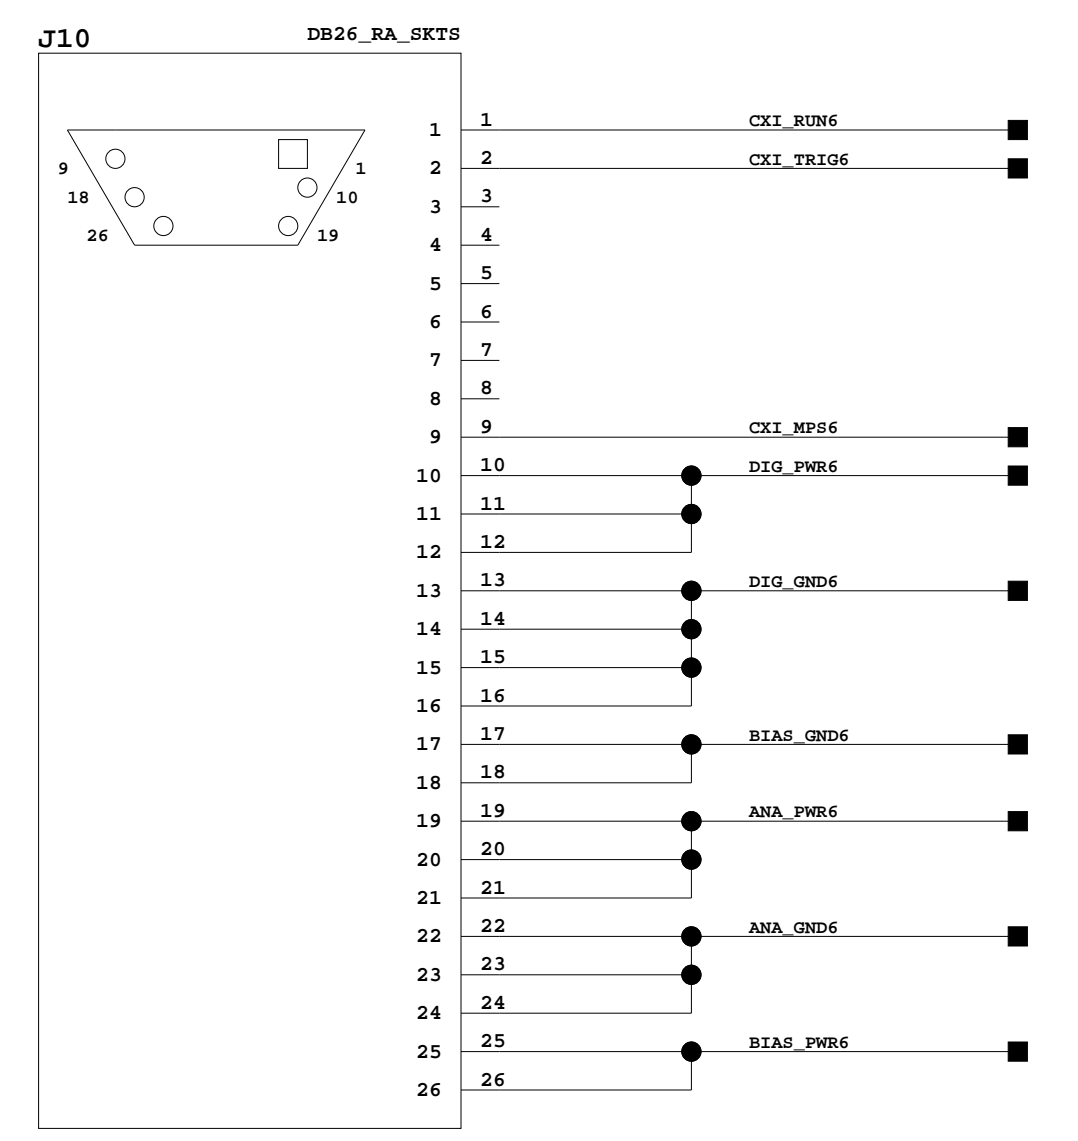 J10 DB26_RA_SKTS
1 1 CXI_RUN6
9 1 2 2 CXI_TRIG6
18 10 3 3
26 19 4 4
5 5
6 6
7 7
8 8
9 9 CXI_MPS6
10 10 DIG_PWR6
11 11
12 12
13 13 DIG_GND6
14 14
15 15
16 16
17 17 BIAS_GND6
18 18
19 19 ANA_PWR6
20 20
21 21
22 22 ANA_GND6
23 23
24 24
25 25 BIAS_PWR6
26 26